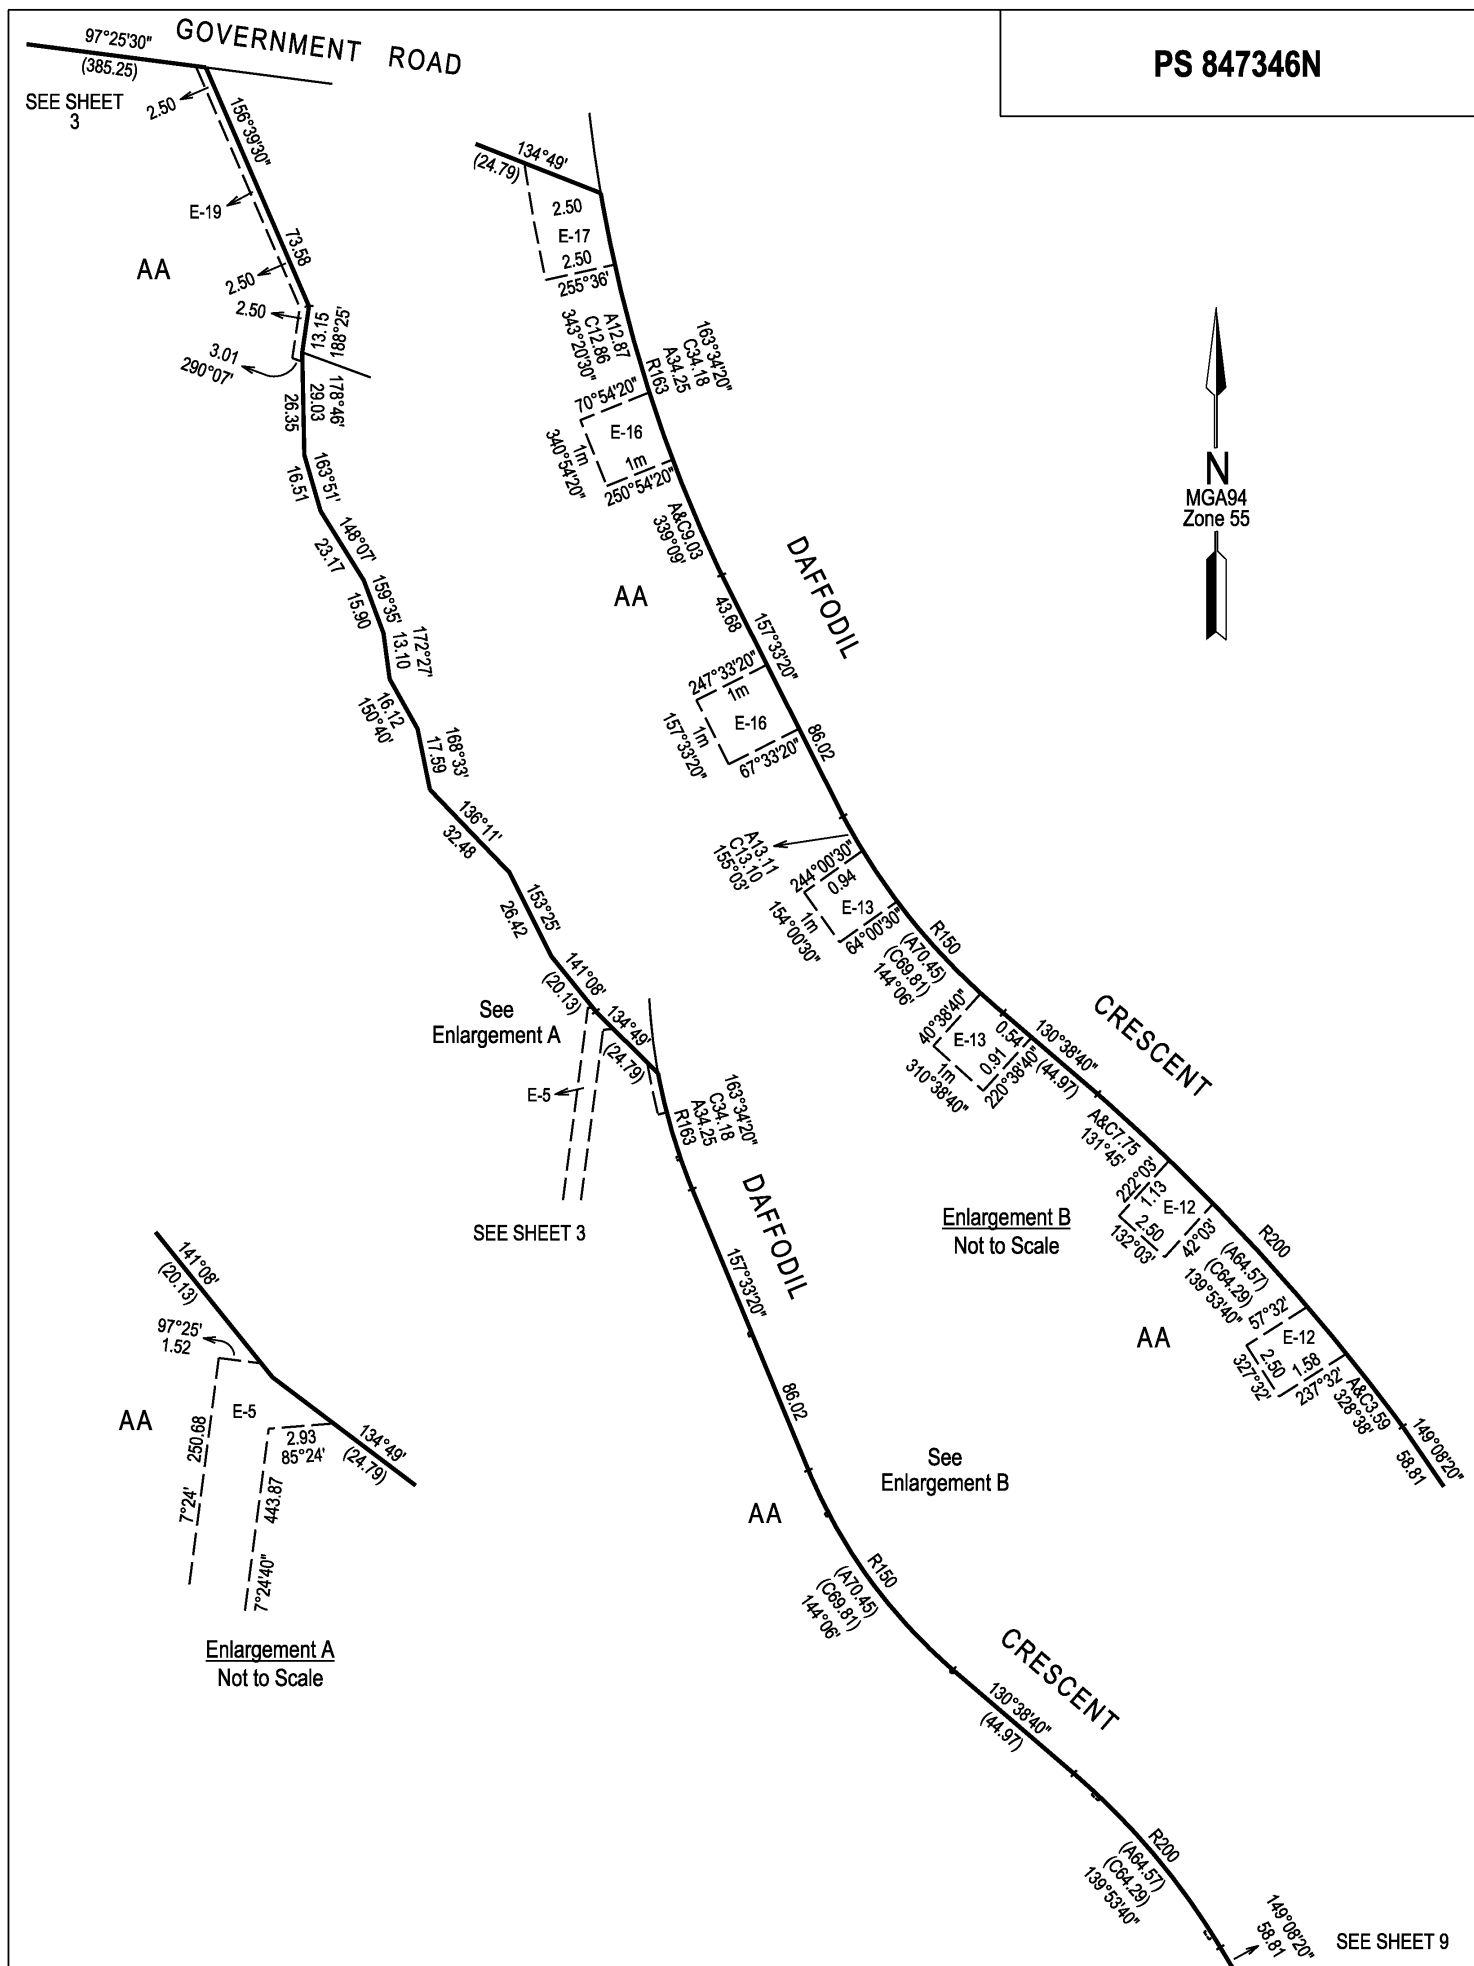 PS 847346N
GOVERNMENT ROAD
97°25'30"
(385.25)
SEE SHEET
3
2.50
156°39'30"
E-19
73.58
AA
2.50
2.50
13.15
188°25'
3.01
290°07'
178°46'
29.03
26.35
163°51'
16.51
148°07'
23.17
159°35'
15.90
172°27'
13.10
16.12
150°40'
168°33'
17.59
136°11'
32.48
153°25'
26.42
141°08'
(20.13)
See
Enlargement A
134°49'
(24.79)
E-5
SEE SHEET 3
163°34'20"
C34.18
A34.25
R163
DAFFODIL
157°33'20"
86.02
AA
See
Enlargement B
R150
(A70.45)
(C69.81)
144°06'
CRESCENT
130°38'40"
(44.97)
R200
(A64.57)
(C64.29)
139°53'40"
149°08'20"
58.81
SEE SHEET 9
141°08'
(20.13)
97°25'
1.52
AA
E-5
250.68
7°24'
2.93
85°24'
443.87
7°24'40"
134°49'
(24.79)
Enlargement A
Not to Scale
134°49'
(24.79)
2.50
E-17
2.50
255°36'
A12.87
C12.86
343°20'30"
163°34'20"
C34.18
A34.25
R163
70°54'20"
E-16
1m
340°54'20"
1m
250°54'20"
A&C9.03
339°09'
AA
DAFFODIL
43.68
157°33'20"
247°33'20"
1m
E-16
1m
157°33'20"
67°33'20"
86.02
A13.11
C13.10
155°03'
244°00'30"
0.94
E-13
1m
154°00'30"
64°00'30"
R150
(A70.45)
(C69.81)
144°06'
40°38'40"
E-13
0.54
1m
310°38'40"
0.91
220°38'40"
130°38'40"
(44.97)
CRESCENT
A&C7.75
131°45'
222°03'
1.13
E-12
2.50
132°03'
42°03'
R200
(A64.57)
(C64.29)
139°53'40"
57°32'
E-12
2.50
327°32'
1.58
237°32'
A&C3.59
328°38'
149°08'20"
58.81
AA
Enlargement B
Not to Scale
N
MGA94
Zone 55